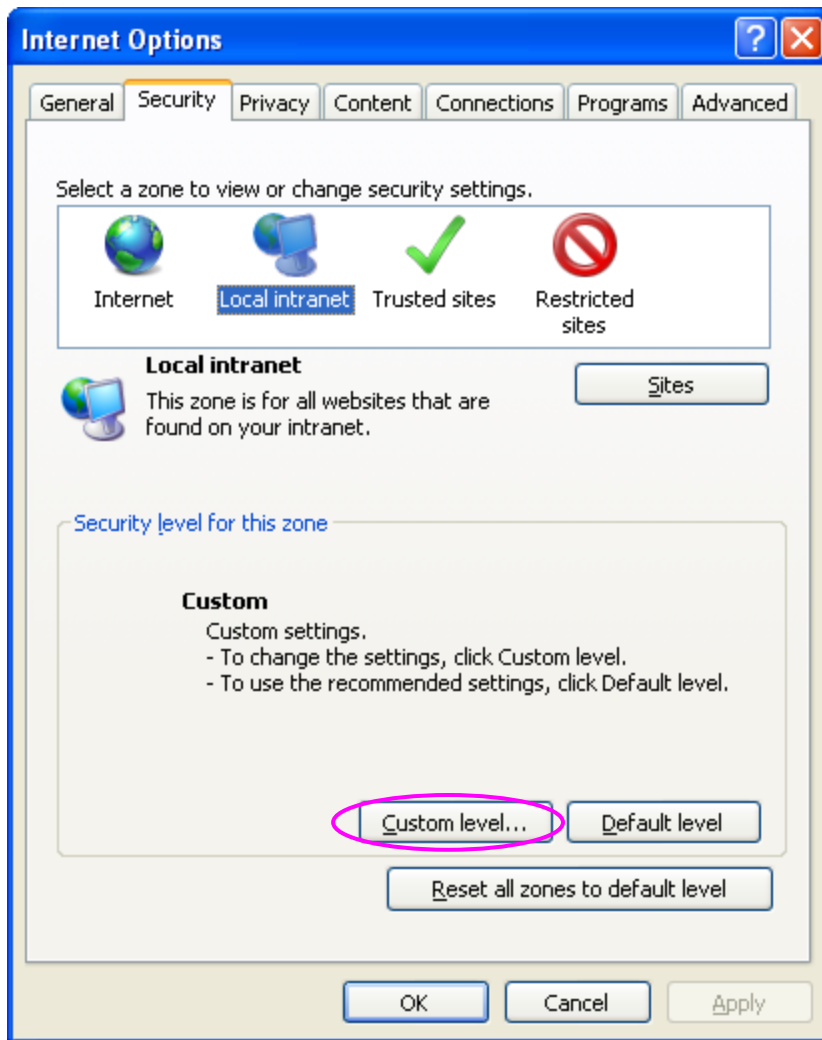 Internet Options
General Security Privacy Content Connections Programs Advanced
Select a zone to view or change security settings.
Internet Local intranet Trusted sites Restricted
sites
Local intranet
Sites
This zone is for all websites that are
found on your intranet.
Security level for this zone
Custom
Custom settings.
- To change the settings, click Custom level.
- To use the recommended settings, click Default level.
Custom level... Default level
Reset all zones to default level
OK Cancel Apply